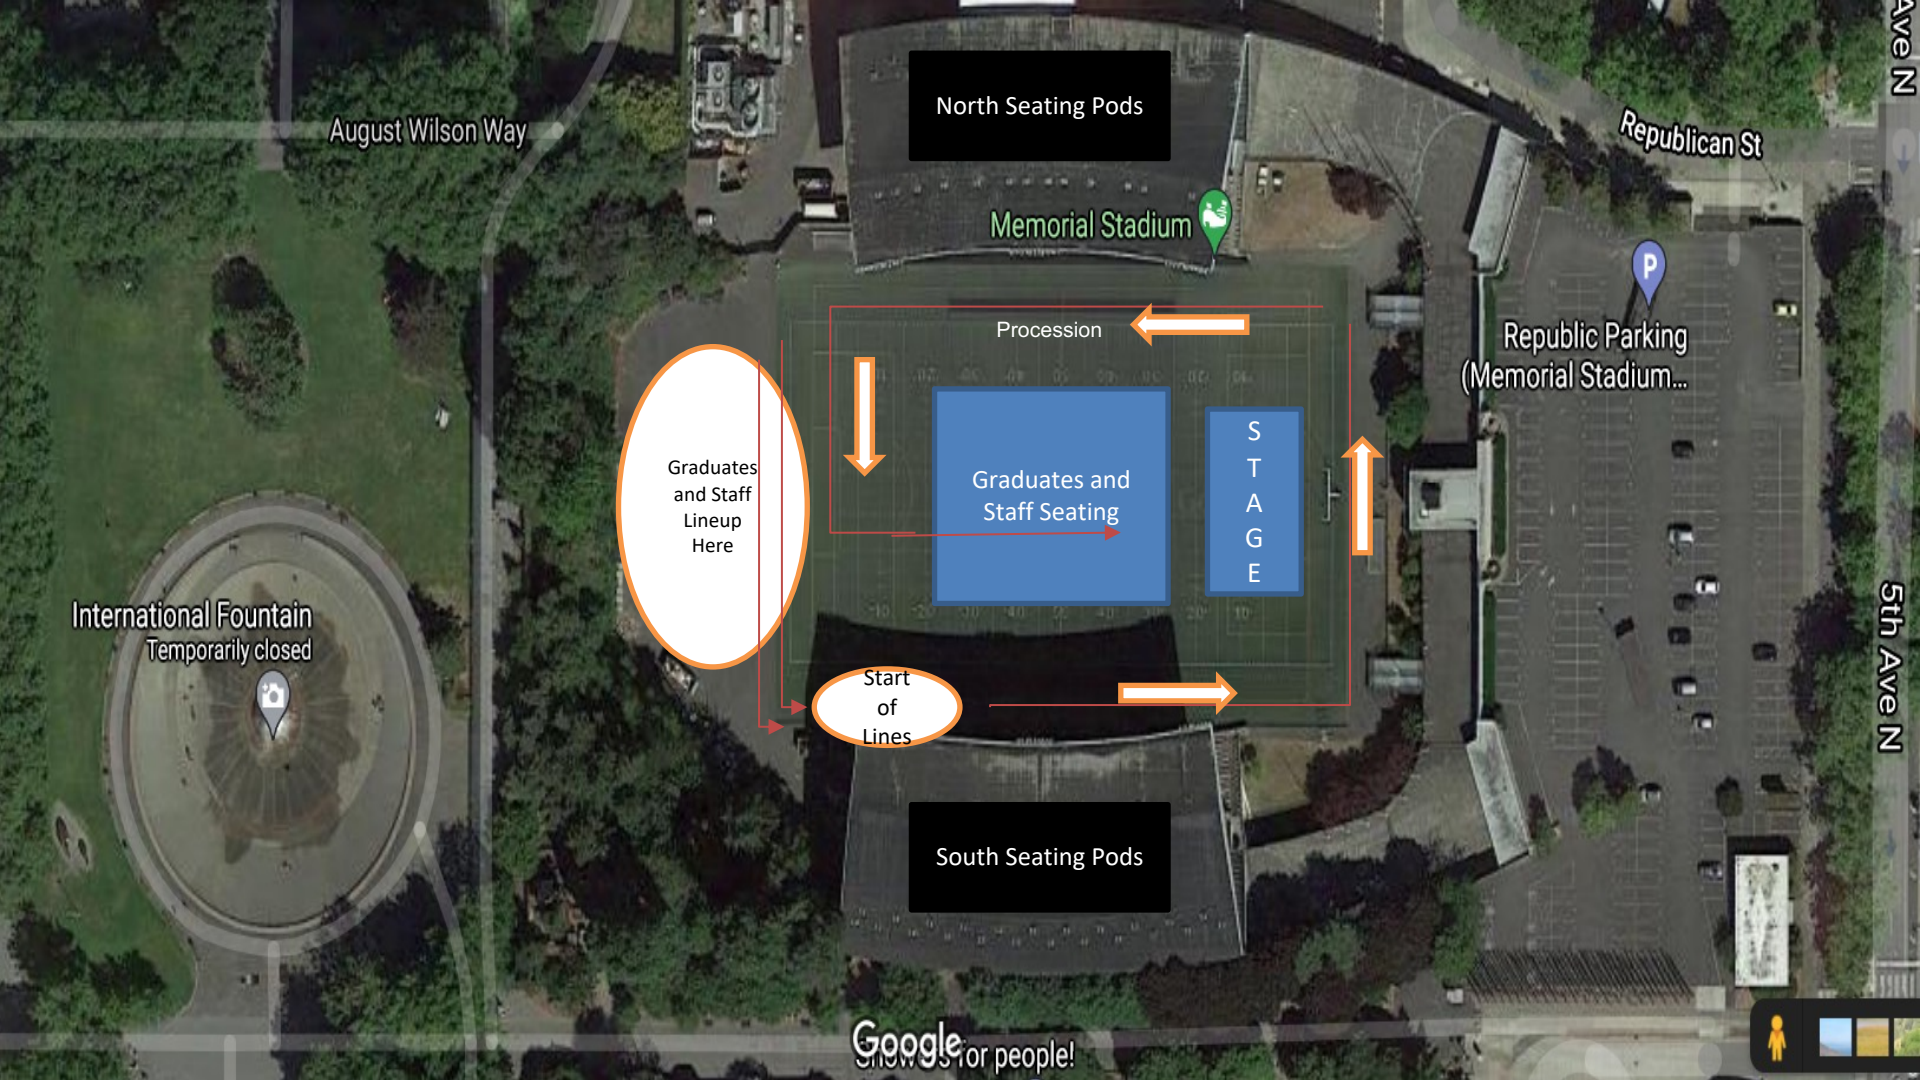 Ave N
North Seating Pods
August Wilson Way
Republican St
Memorial Stadium
P
Procession
Republic Parking
(Memorial Stadium...
Graduates
and Staff
Lineup
Here
Graduates and
Staff Seating
S
T
A
G
E
International Fountain
Temporarily closed
5th Ave N
Start
of
Lines
South Seating Pods
Google
for people!